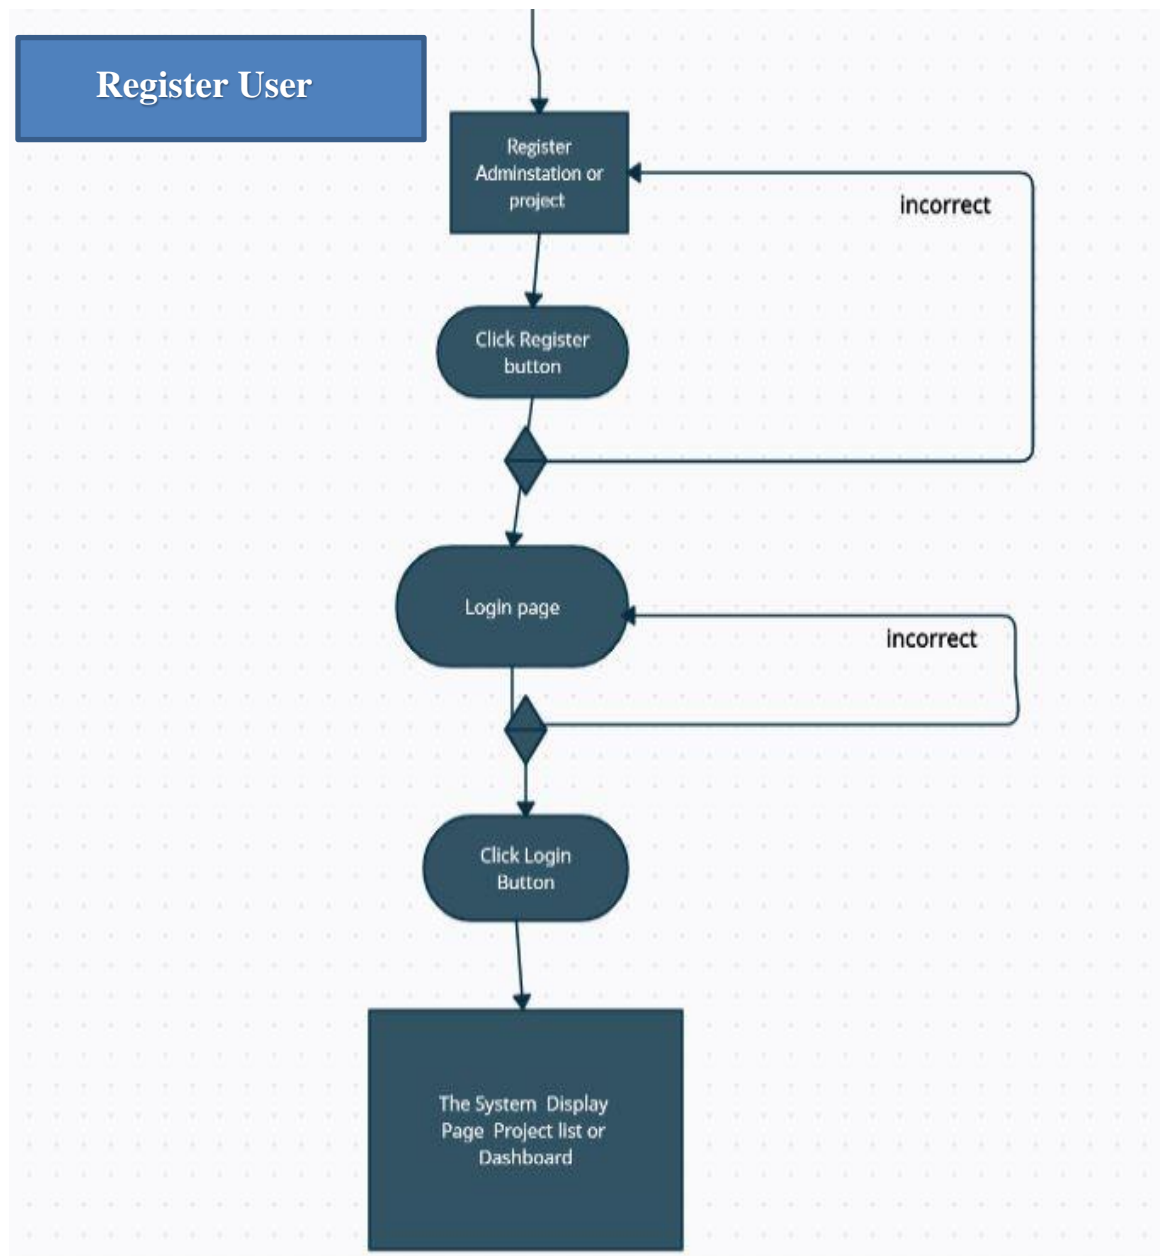 Register User
Register
Adminstation or
project
incorrect
Click Register
button
Login page
incorrect
Click Login
Button
The System Display
Page Project list or
Dashboard